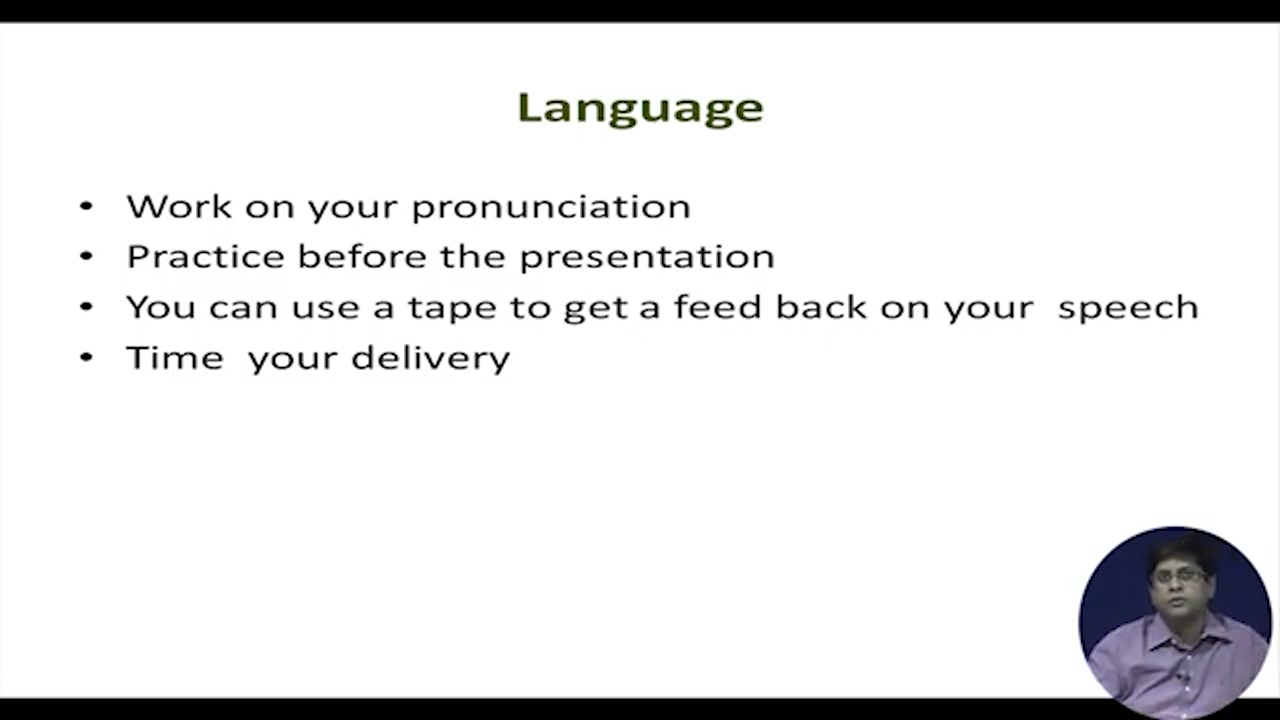 Language
• Work on your pronunciation
• Practice before the presentation
• You can use a tape to get a feed back on your  speech
• Time  your delivery